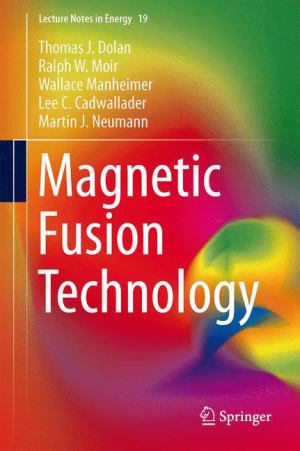 Lecture Notes in Energy 19
Thomas J. Dolan
Ralph W. Moir
Wallace Manheimer
Lee C. Cadwallader
Martin J. Neumann
Magnetic
Fusion
Technology
Springer